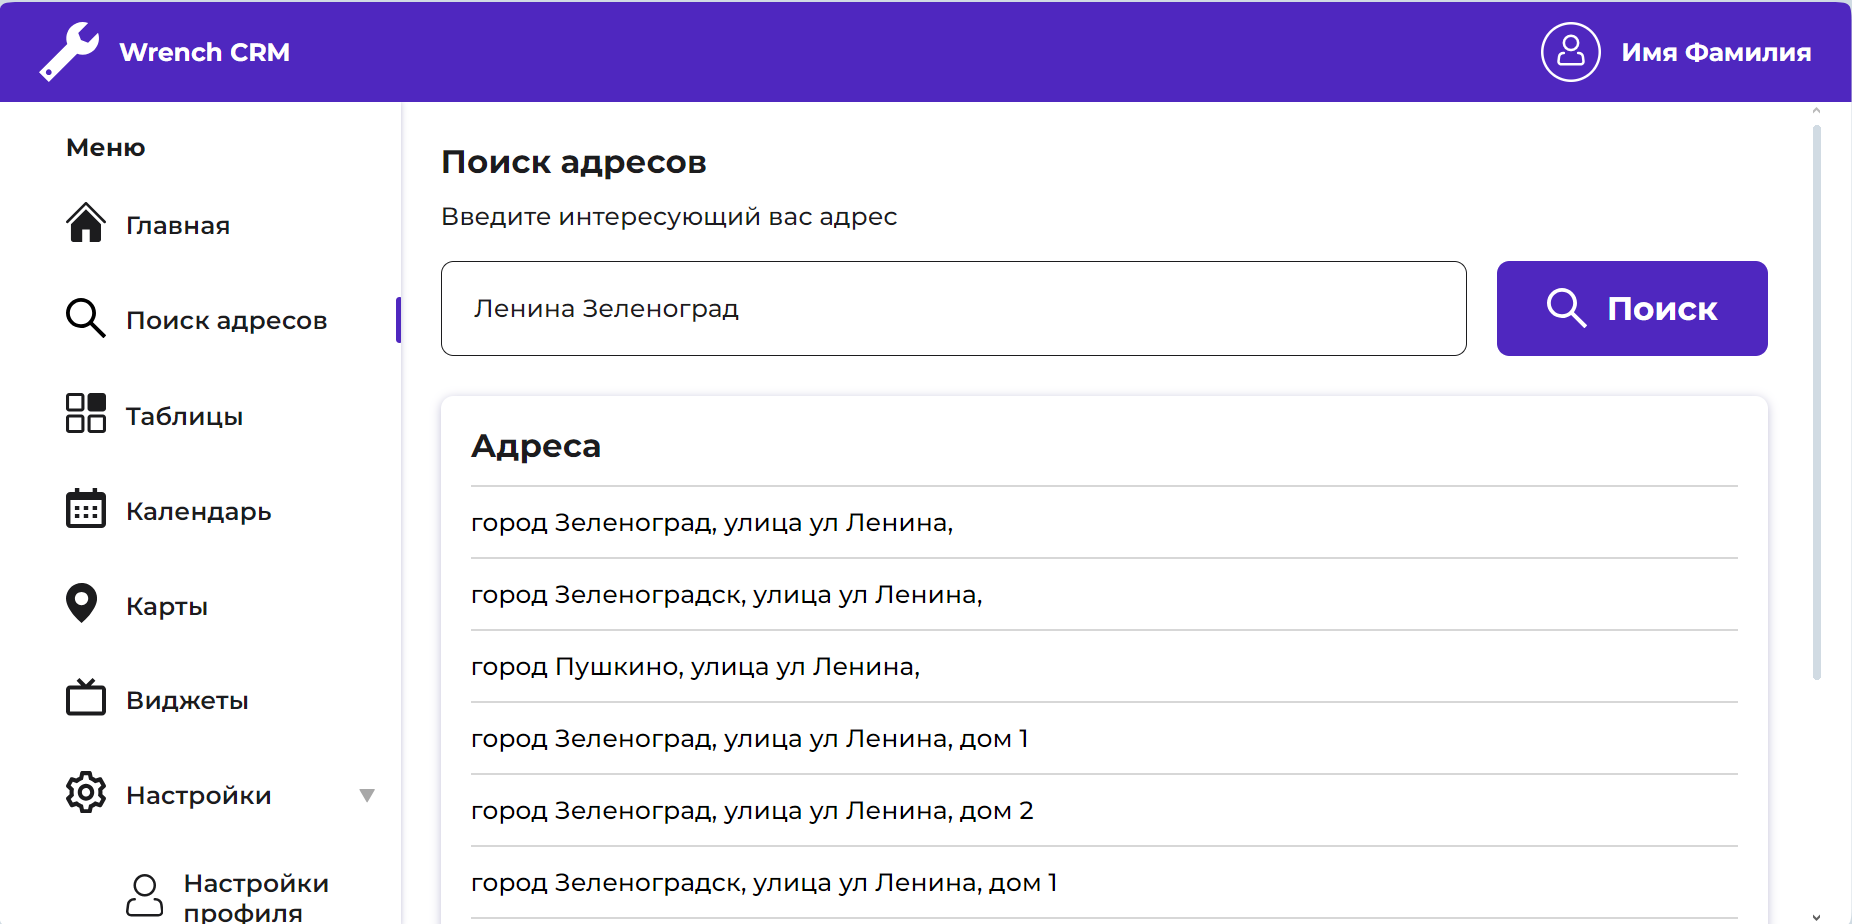 Wrench CRM
Имя Фамилия
Меню
Главная
Поиск адресов
Таблицы
Календарь
Карты
Виджеты
Настройки
Настройки
профиля
Поиск адресов
Введите интересующий вас адрес
Ленина Зеленоград
Поиск
Адреса
город Зеленоград, улица ул Ленина,
город Зеленоградск, улица ул Ленина,
город Пушкино, улица ул Ленина,
город Зеленоград, улица ул Ленина, дом 1
город Зеленоград, улица ул Ленина, дом 2
город Зеленоградск, улица ул Ленина, дом 1